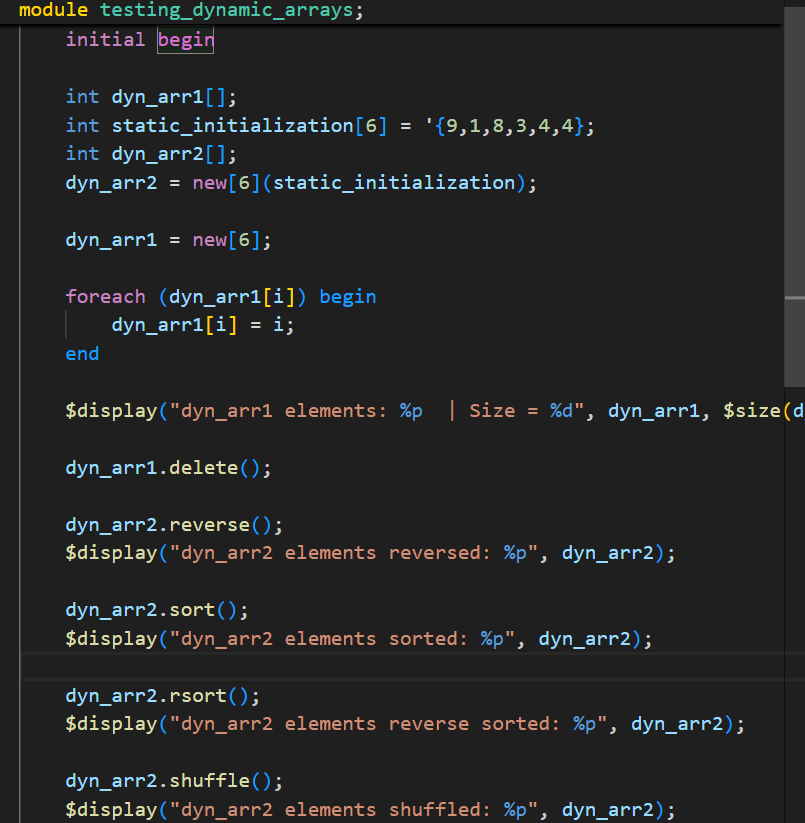 module testing_dynamic_arrays;
initial begin
int dyn_arr1[];
int static_initialization[6] = '{9,1,8,3,4,4};
int dyn_arr2[];
dyn_arr2 = new[6](static_initialization);
dyn_arr1 = new[6];
foreach (dyn_arr1[i]) begin
dyn_arr1[i] = i;
end
$display("dyn_arr1 elements: %p  | Size = %d", dyn_arr1, $size(d
dyn_arr1.delete();
dyn_arr2.reverse();
$display("dyn_arr2 elements reversed: %p", dyn_arr2);
dyn_arr2.sort();
$display("dyn_arr2 elements sorted: %p", dyn_arr2);
dyn_arr2.rsort();
$display("dyn_arr2 elements reverse sorted: %p", dyn_arr2);
dyn_arr2.shuffle();
$display("dyn_arr2 elements shuffled: %p", dyn_arr2);